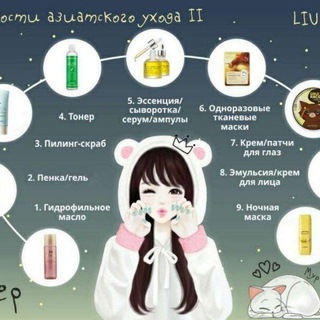 ости азиатского ухода II
LIV
5. Эссенция/
сыворотка/
серум/ампулы
6. Одноразовые
тканевые
маски
4. Тонер
3. Пилинг-скраб
7. Крем/патчи
для глаз
2. Пенка/гель
8. Эмульсия/крем
для лица
1. Гидрофильное
масло
9. Ночная
маска
ер
Мур